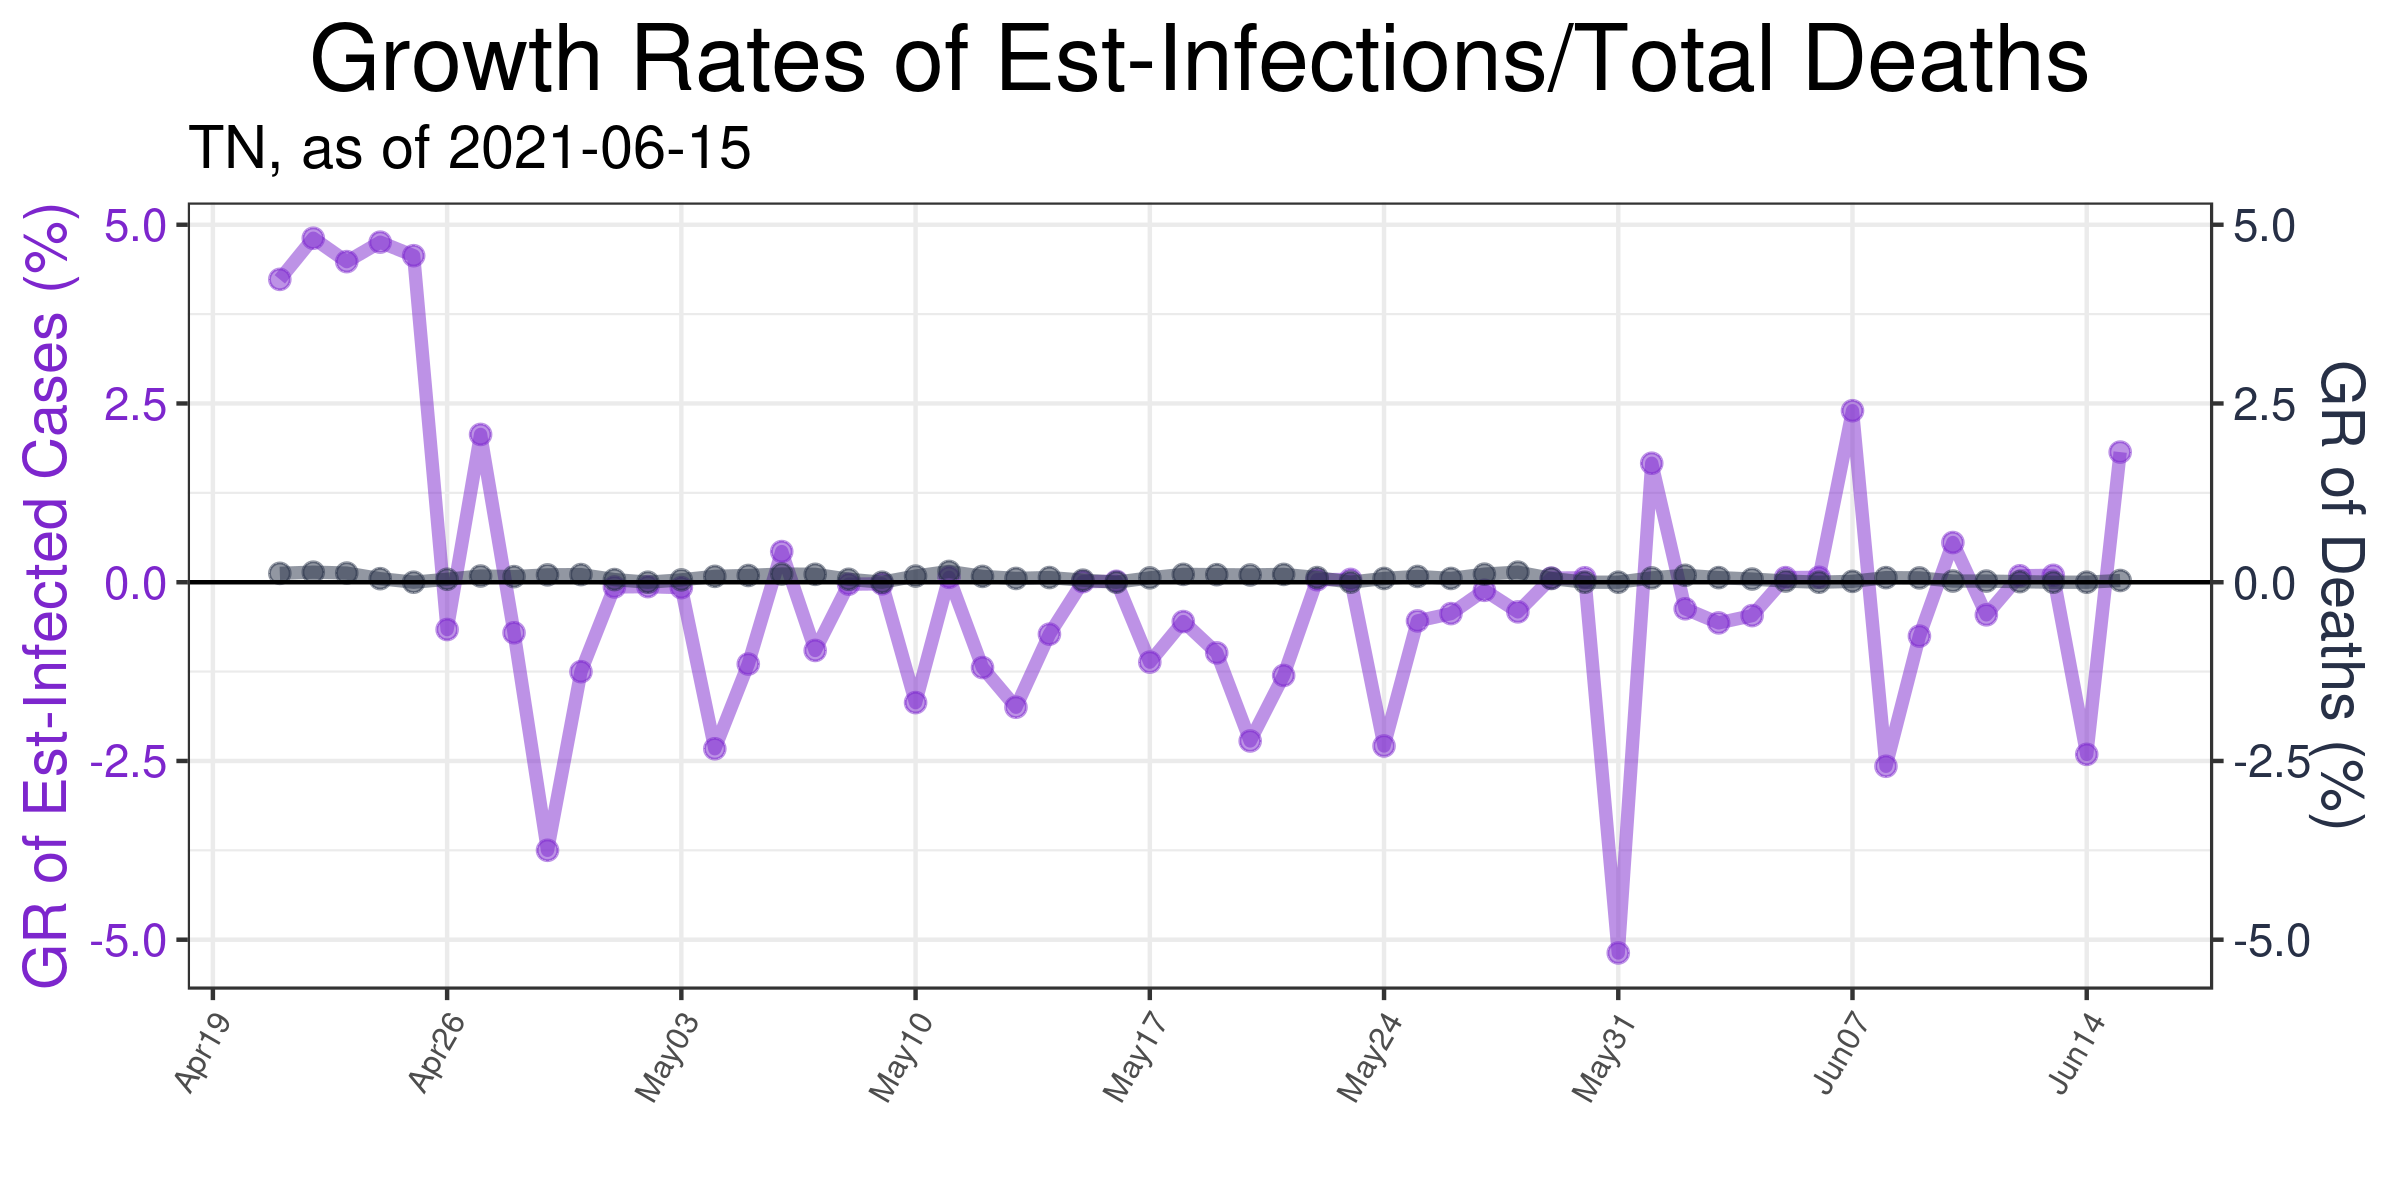 Growth Rates of Est-Infections/Total Deaths
TN, as of 2021-06-15
GR of Est-Infected Cases (%)
5.0
2.5
0.0
-2.5
-5.0
5.0
2.5
0.0
-2.5
-5.0
GR of Deaths (%)
Apr19
Apr26
May03
May10
May17
May24
May31
Jun07
Jun14